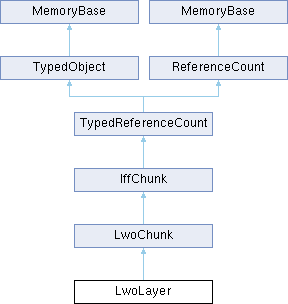 MemoryBase MemoryBase
TypedObject ReferenceCount
TypedReferenceCount
IffChunk
LwoChunk
LwoLayer